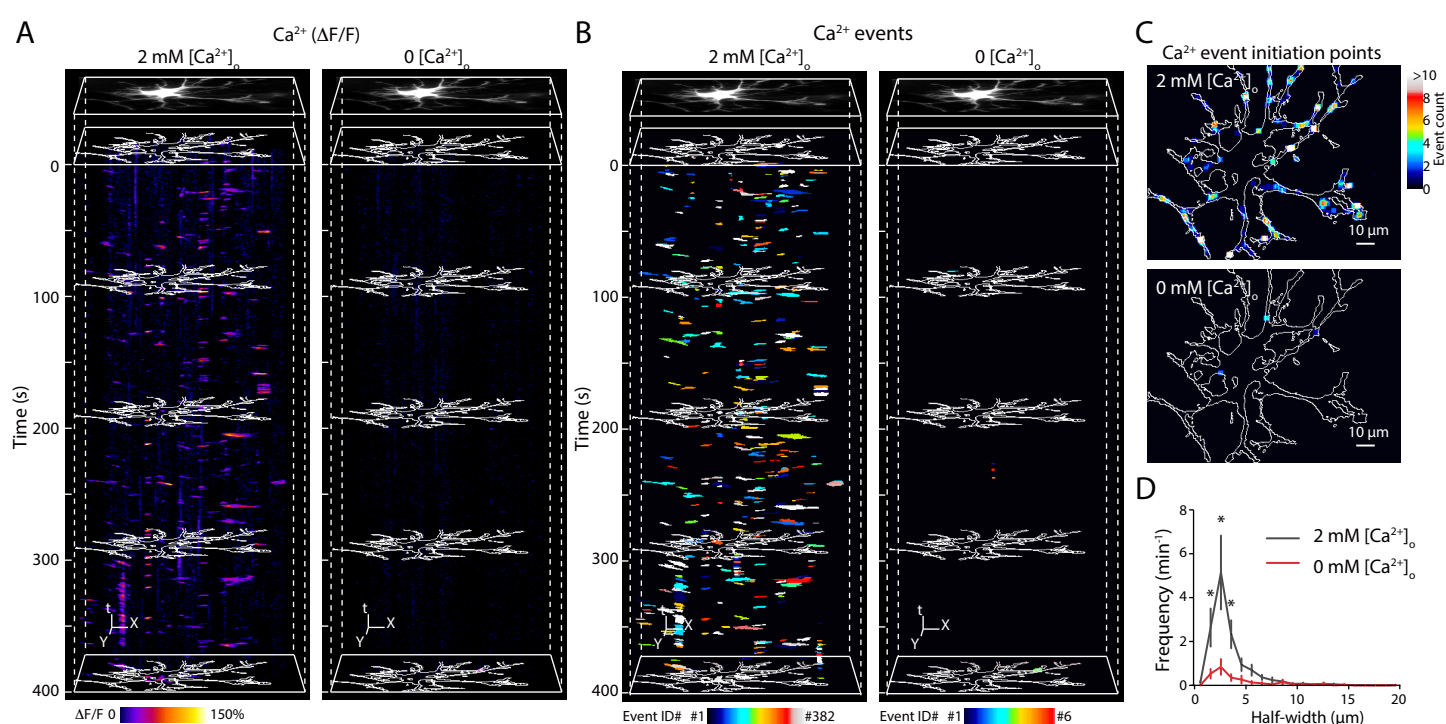 A
Ca²⁺ (ΔF/F)
2 mM [Ca²⁺]ₒ
0 [Ca²⁺]ₒ
0
100
200
300
400
Time (s)
t
X
Y
t
X
Y
ΔF/F 0 150%
B
Ca²⁺ events
2 mM [Ca²⁺]ₒ
0 [Ca²⁺]ₒ
0
100
200
300
400
Time (s)
t
X
Y
t
X
Y
Event ID# #1 #382
Event ID# #1 #6
C
Ca²⁺ event initiation points
2 mM [Ca²⁺]ₒ
10 µm
>10
8
6
4
2
0
Event count
0 mM [Ca²⁺]ₒ
10 µm
D
8
6
4
2
0
Frequency (min⁻¹)
* * *
2 mM [Ca²⁺]ₒ
0 mM [Ca²⁺]ₒ
0 5 10 15 20
Half-width (µm)